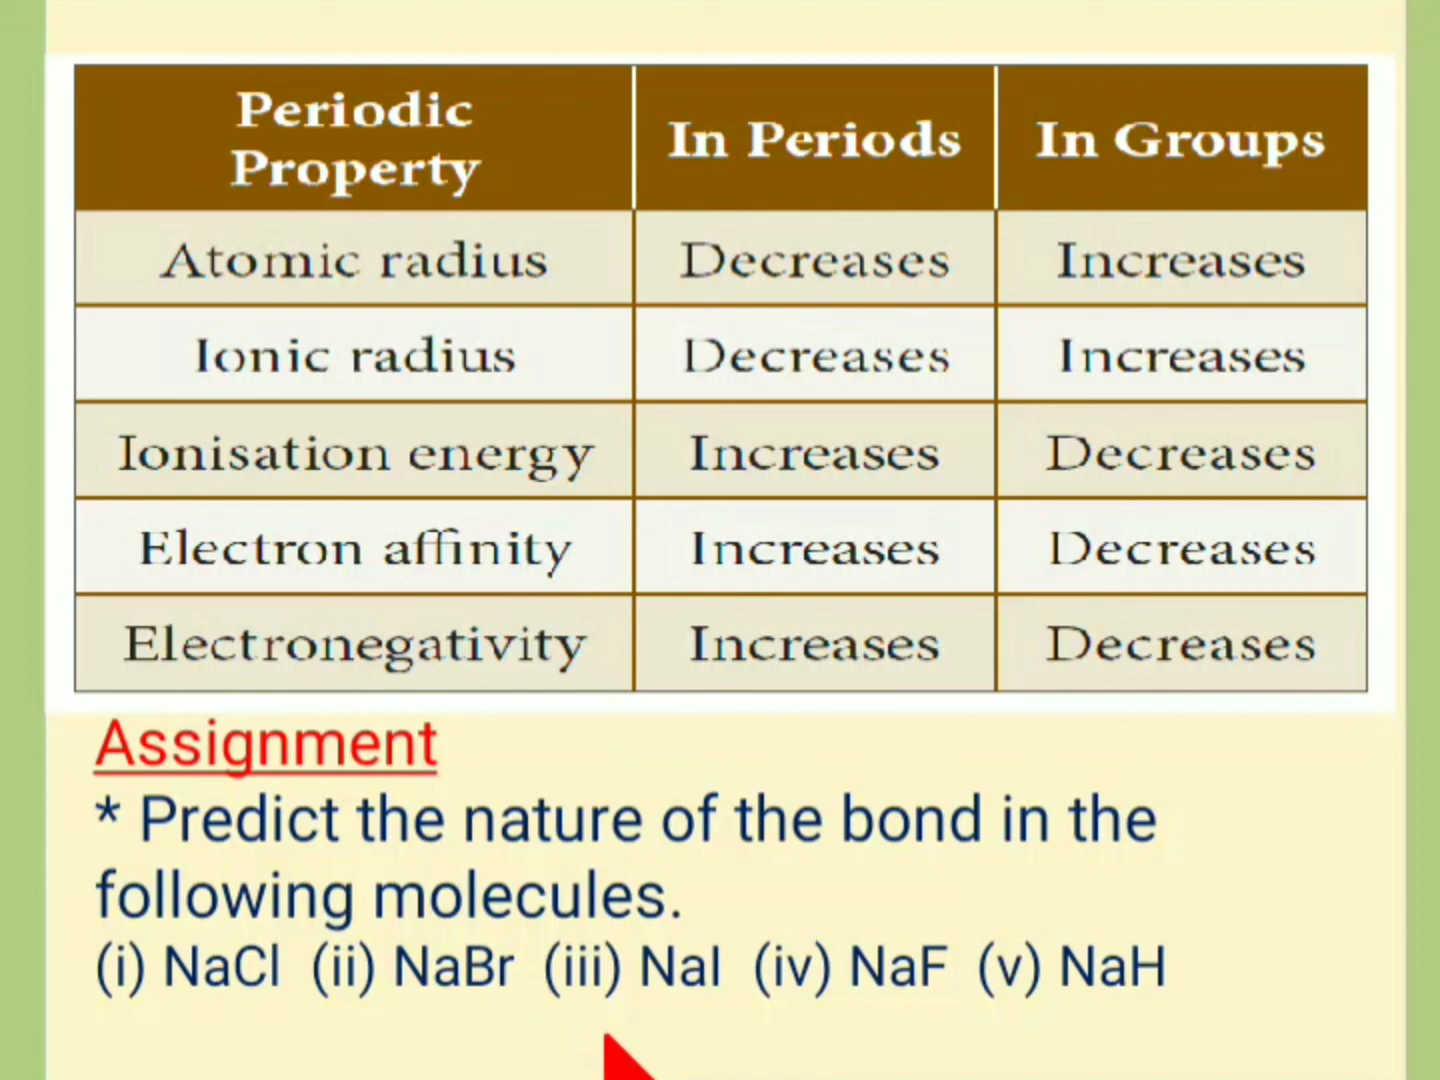 Periodic Property In Periods In Groups
Atomic radius Decreases Increases
Ionic radius Decreases Increases
Ionisation energy Increases Decreases
Electron affinity Increases Decreases
Electronegativity Increases Decreases
Assignment
* Predict the nature of the bond in the
following molecules.
(i) NaCl (ii) NaBr (iii) NaI (iv) NaF (v) NaH